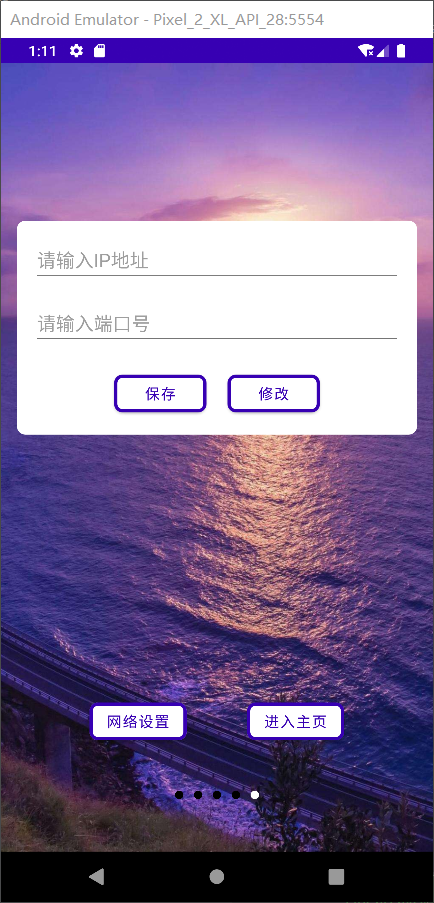 Android Emulator - Pixel_2_XL_API_28:5554
1:11
请输入IP地址
请输入端口号
保存 修改
网络设置 进入主页